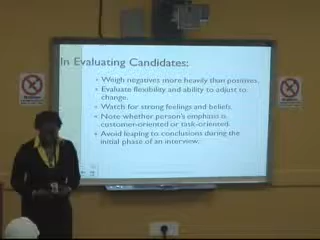 In Evaluating Candidates:
• Weigh negatives more heavily than positives.
• Evaluate flexibility and ability to adjust to
change.
• Watch for strong feelings and beliefs.
• Note whether person's emphasis is
customer-oriented or task-oriented.
• Avoid leaping to conclusions during the
initial phase of an interview.